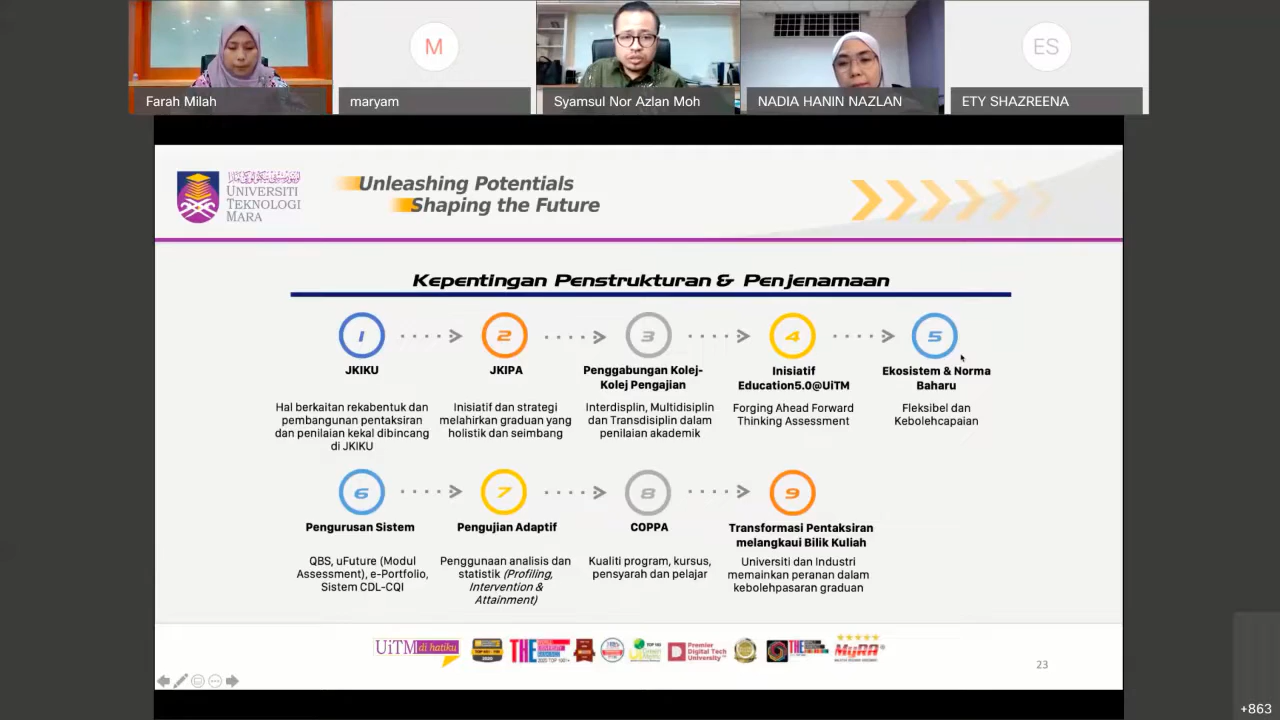 M
ES
Farah Milah
maryam
Syamsul Nor Azlan Moh
NADIA HANIN NAZLAN
ETY SHAZREENA
UNIVERSITI
TEKNOLOGI
MARA
Unleashing Potentials
Shaping the Future
Kepentingan Penstrukturan & Penjenamaan
1
JKIKU
Hal berkaitan rekabentuk dan
pembangunan pentaksiran
dan penilaian kekal dibincang
di JKIKU
2
JKIPA
Inisiatif dan strategi
melahirkan graduan yang
holistik dan seimbang
3
Penggabungan Kolej-
Kolej Pengajian
Interdisplin, Multidisiplin
dan Transdisiplin dalam
penilaian akademik
4
Inisiatif
Education5.0@UiTM
Forging Ahead Forward
Thinking Assessment
5
Ekosistem & Norma
Baharu
Fleksibel dan
Kebolehcapaian
6
Pengurusan Sistem
QBS, uFuture (Modul
Assessment), e-Portfolio,
Sistem CDL-CQI
7
Pengujian Adaptif
Penggunaan analisis dan
statistik (Profiling,
Intervention &
Attainment)
8
COPPA
Kualiti program, kursus,
pensyarah dan pelajar
9
Transformasi Pentaksiran
melangkaui Bilik Kuliah
Universiti dan Industri
memainkan peranan dalam
kebolehpasaran graduan
UiTM di hatiku
THE
Premier
Digital Tech
University
THE
MyRA
23
+863